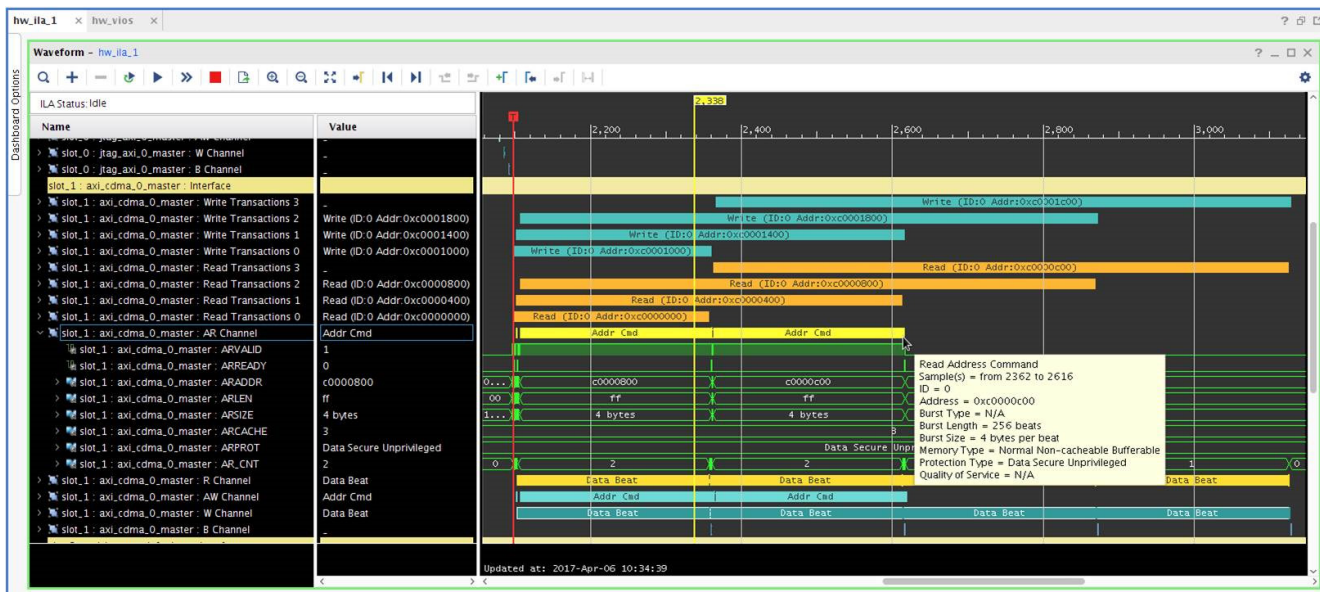 hw_ila_1 × hw_vios ×
?
Dashboard Options
Waveform - hw_ila_1
? _ □ ×
ILA Status: Idle
Name Value
2,338
T
2,200 2,400 2,600 2,800 3,000
slot_0 : jtag_axi_0_master : W Channel -
slot_0 : jtag_axi_0_master : B Channel -
slot_1 : axi_cdma_0_master : Interface
slot_1 : axi_cdma_0_master : Write Transactions 3 - Write (ID:0 Addr:0xc0001c00)
slot_1 : axi_cdma_0_master : Write Transactions 2 Write (ID:0 Addr:0xc0001800) Write (ID:0 Addr:0xc0001800)
slot_1 : axi_cdma_0_master : Write Transactions 1 Write (ID:0 Addr:0xc0001400) Write (ID:0 Addr:0xc0001400)
slot_1 : axi_cdma_0_master : Write Transactions 0 Write (ID:0 Addr:0xc0001000) Write (ID:0 Addr:0xc0001000)
slot_1 : axi_cdma_0_master : Read Transactions 3 - Read (ID:0 Addr:0xc0000c00)
slot_1 : axi_cdma_0_master : Read Transactions 2 Read (ID:0 Addr:0xc0000800) Read (ID:0 Addr:0xc0000800)
slot_1 : axi_cdma_0_master : Read Transactions 1 Read (ID:0 Addr:0xc0000400) Read (ID:0 Addr:0xc0000400)
slot_1 : axi_cdma_0_master : Read Transactions 0 Read (ID:0 Addr:0xc0000000) Read (ID:0 Addr:0xc0000000)
slot_1 : axi_cdma_0_master : AR Channel Addr Cmd Addr Cmd Addr Cmd
slot_1 : axi_cdma_0_master : ARVALID 1
slot_1 : axi_cdma_0_master : ARREADY 0
slot_1 : axi_cdma_0_master : ARADDR c0000800 0... c0000800 c0000c00
slot_1 : axi_cdma_0_master : ARLEN ff 00 ff ff
slot_1 : axi_cdma_0_master : ARSIZE 4 bytes 1... 4 bytes 4 bytes
slot_1 : axi_cdma_0_master : ARCACHE 3 3
slot_1 : axi_cdma_0_master : ARPROT Data Secure Unprivileged Data Secure Unpr
slot_1 : axi_cdma_0_master : AR_CNT 2 0 2 2 1 0
slot_1 : axi_cdma_0_master : R Channel Data Beat Data Beat Data Beat Data Beat
slot_1 : axi_cdma_0_master : AW Channel Addr Cmd Addr Cmd Addr Cmd
slot_1 : axi_cdma_0_master : W Channel Data Beat Data Beat Data Beat Data Beat Data Beat
slot_1 : axi_cdma_0_master : B Channel -
Read Address Command
Sample(s) = from 2362 to 2616
ID = 0
Address = 0xc0000c00
Burst Type = N/A
Burst Length = 256 beats
Burst Size = 4 bytes per beat
Memory Type = Normal Non-cacheable Bufferable
Protection Type = Data Secure Unprivileged
Quality of Service = N/A
Updated at: 2017-Apr-06 10:34:39